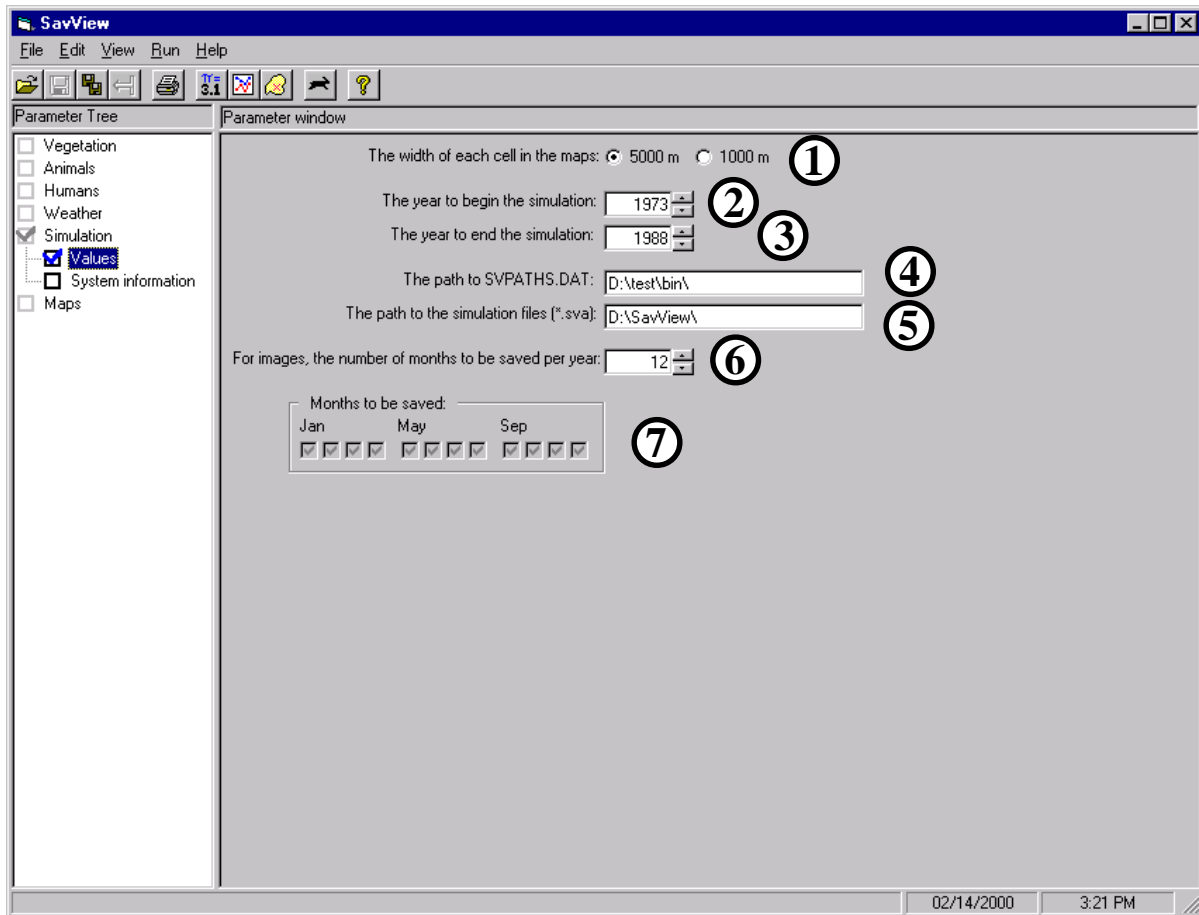 SavView
File Edit View Run Help
π= 3.1
?
Parameter Tree
Parameter window
Vegetation
Animals
Humans
Weather
Simulation
Values
System information
Maps
The width of each cell in the maps: 5000 m 1000 m 1
The year to begin the simulation: 1973 2
The year to end the simulation: 1988 3
The path to SVPATHS.DAT: D:\test\bin\ 4
The path to the simulation files (*.sva): D:\SavView\ 5
For images, the number of months to be saved per year: 12 6
Months to be saved:
Jan May Sep
7
02/14/2000 3:21 PM